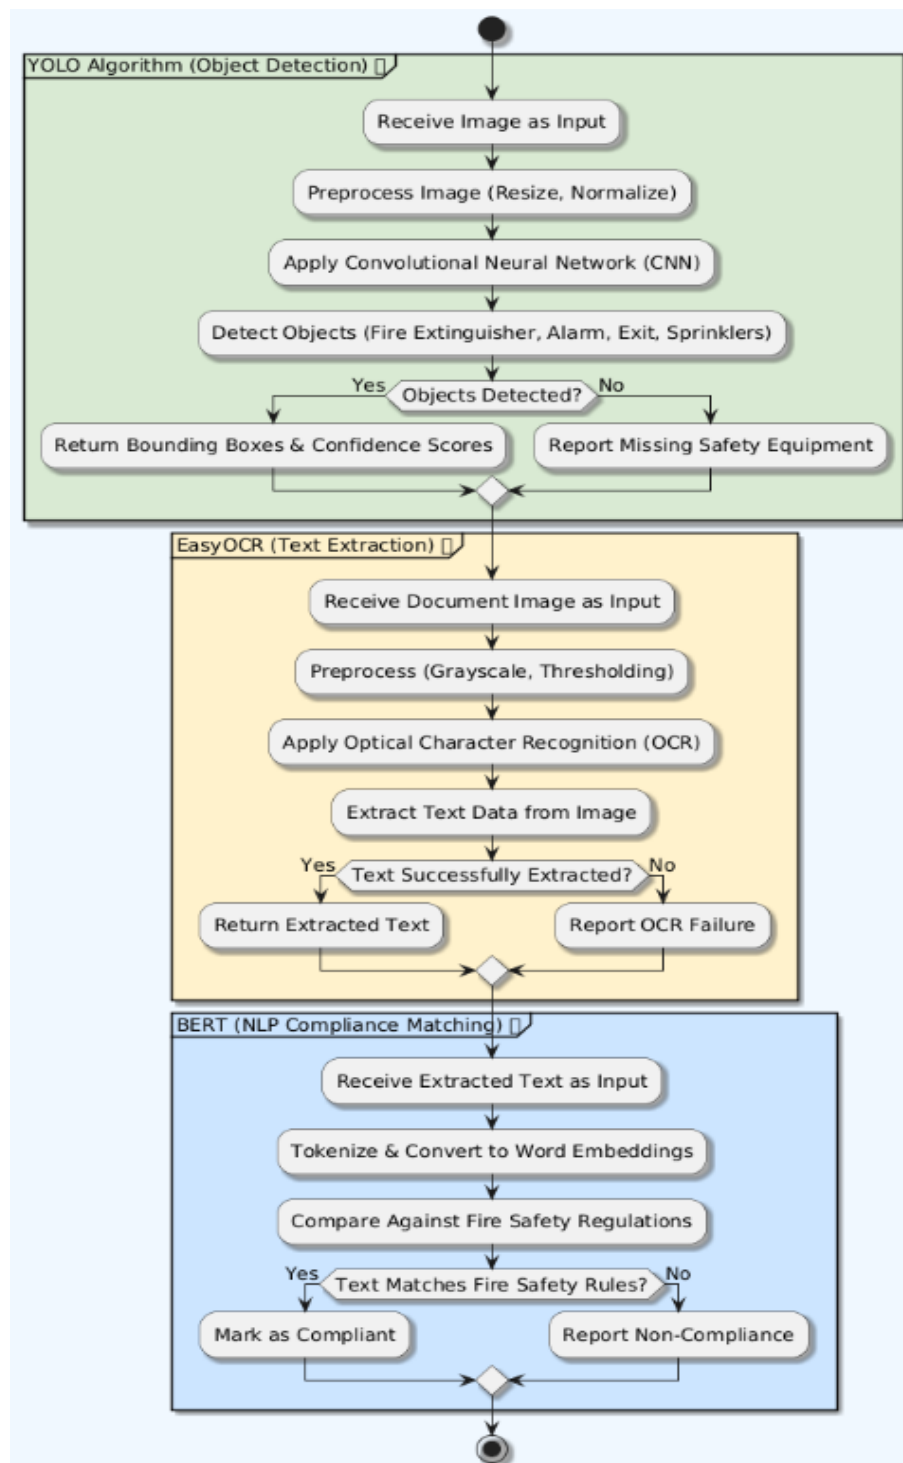 YOLO Algorithm (Object Detection)
Receive Image as Input
Preprocess Image (Resize, Normalize)
Apply Convolutional Neural Network (CNN)
Detect Objects (Fire Extinguisher, Alarm, Exit, Sprinklers)
Yes
Objects Detected?
No
Return Bounding Boxes & Confidence Scores
Report Missing Safety Equipment
EasyOCR (Text Extraction)
Receive Document Image as Input
Preprocess (Grayscale, Thresholding)
Apply Optical Character Recognition (OCR)
Extract Text Data from Image
Yes
Text Successfully Extracted?
No
Return Extracted Text
Report OCR Failure
BERT (NLP Compliance Matching)
Receive Extracted Text as Input
Tokenize & Convert to Word Embeddings
Compare Against Fire Safety Regulations
Yes
Text Matches Fire Safety Rules?
No
Mark as Compliant
Report Non-Compliance